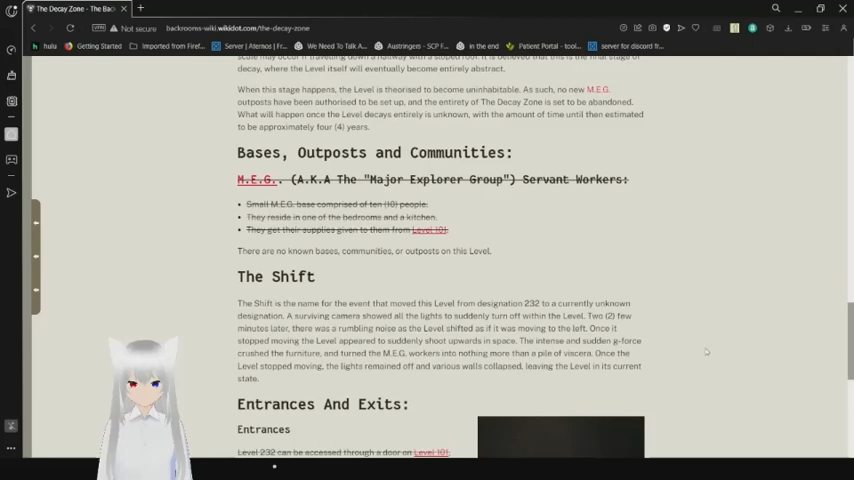 The Decay Zone - The Bac
Not secure
backrooms-wiki.wikidot.com/the-decay-zone
hulu
Getting Started
Imported from Firef...
Server | Aternos | Fr...
We Need To Talk A...
Austringers - SCP F...
in the end
Patient Portal - tool...
server for discord fr...
scale may occur if travelling down a hallway with a sloped roof. It is believed that this is the final stage of
decay, where the Level itself will eventually become entirely abstract.
When this stage happens, the Level is theorised to become uninhabitable. As such, no new M.E.G.
outposts have been authorised to be set up, and the entirety of The Decay Zone is set to be abandoned.
What will happen once the Level decays entirely is unknown, with the amount of time until then estimated
to be approximately four (4) years.
Bases, Outposts and Communities:
M.E.G.. (A.K.A The "Major Explorer Group") Servant Workers:
Small M.E.G. base comprised of ten (10) people.
They reside in one of the bedrooms and a kitchen.
They get their supplies given to them from Level 101.
There are no known bases, communities, or outposts on this Level.
The Shift
The Shift is the name for the event that moved this Level from designation 232 to a currently unknown
designation. A surviving camera showed all the lights to suddenly turn off within the Level. Two (2) few
minutes later, there was a rumbling noise as the Level shifted as if it was moving to the left. Once it
stopped moving the Level appeared to suddenly shoot upwards in space. The intense and sudden g-force
crushed the furniture, and turned the M.E.G. workers into nothing more than a pile of viscera. Once the
Level stopped moving, the lights remained off and various walls collapsed, leaving the Level in its current
state.
Entrances And Exits:
Entrances
Level 232 can be accessed through a door on Level 101.